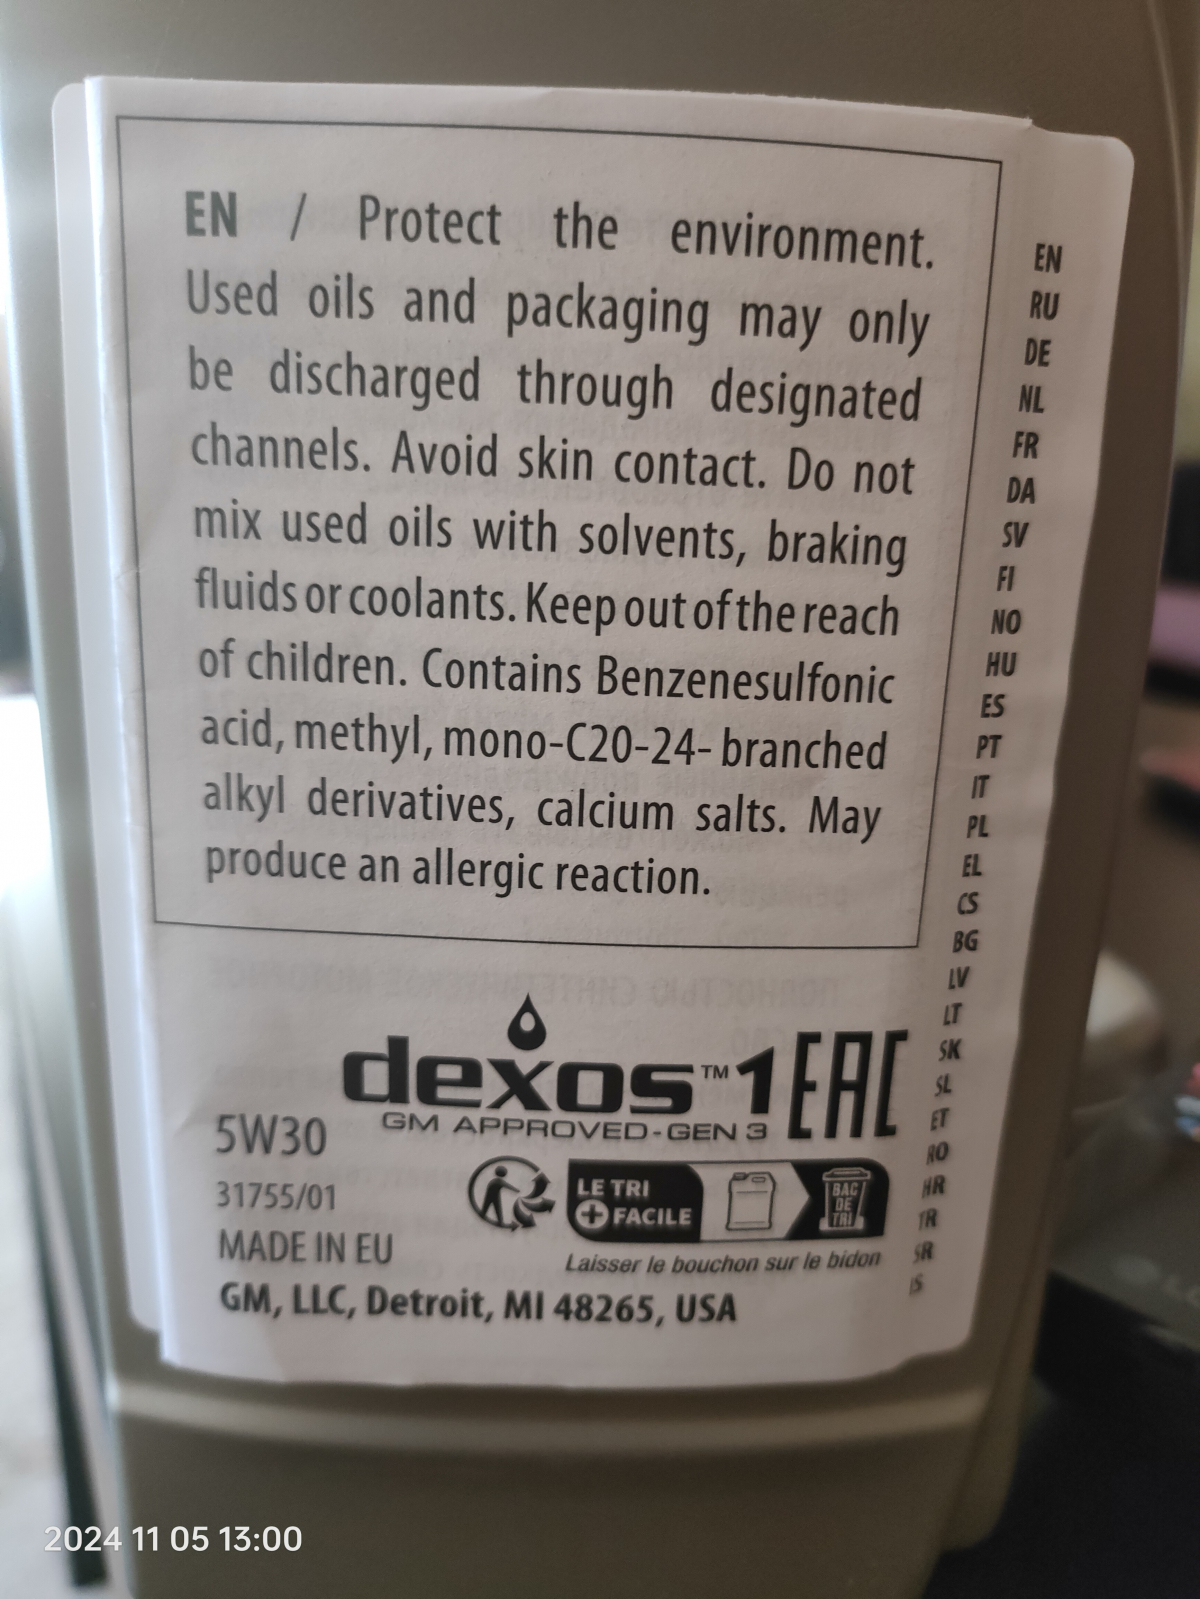 EN / Protect the environment.
Used oils and packaging may only
be discharged through designated
channels. Avoid skin contact. Do not
mix used oils with solvents, braking
fluids or coolants. Keep out of the reach
of children. Contains Benzenesulfonic
acid, methyl, mono-C20-24- branched
alkyl derivatives, calcium salts. May
produce an allergic reaction.
EN
RU
DE
NL
FR
DA
SV
FI
NO
HU
ES
PT
IT
PL
EL
CS
BG
LV
LT
SK
SL
ET
RO
HR
TR
SR
IS
dexos™1
GM APPROVED-GEN 3
EAC
5W30
31755/01
MADE IN EU
GM, LLC, Detroit, MI 48265, USA
LE TRI
+ FACILE
BAC
DE
TRI
Laisser le bouchon sur le bidon
2024 11 05 13:00